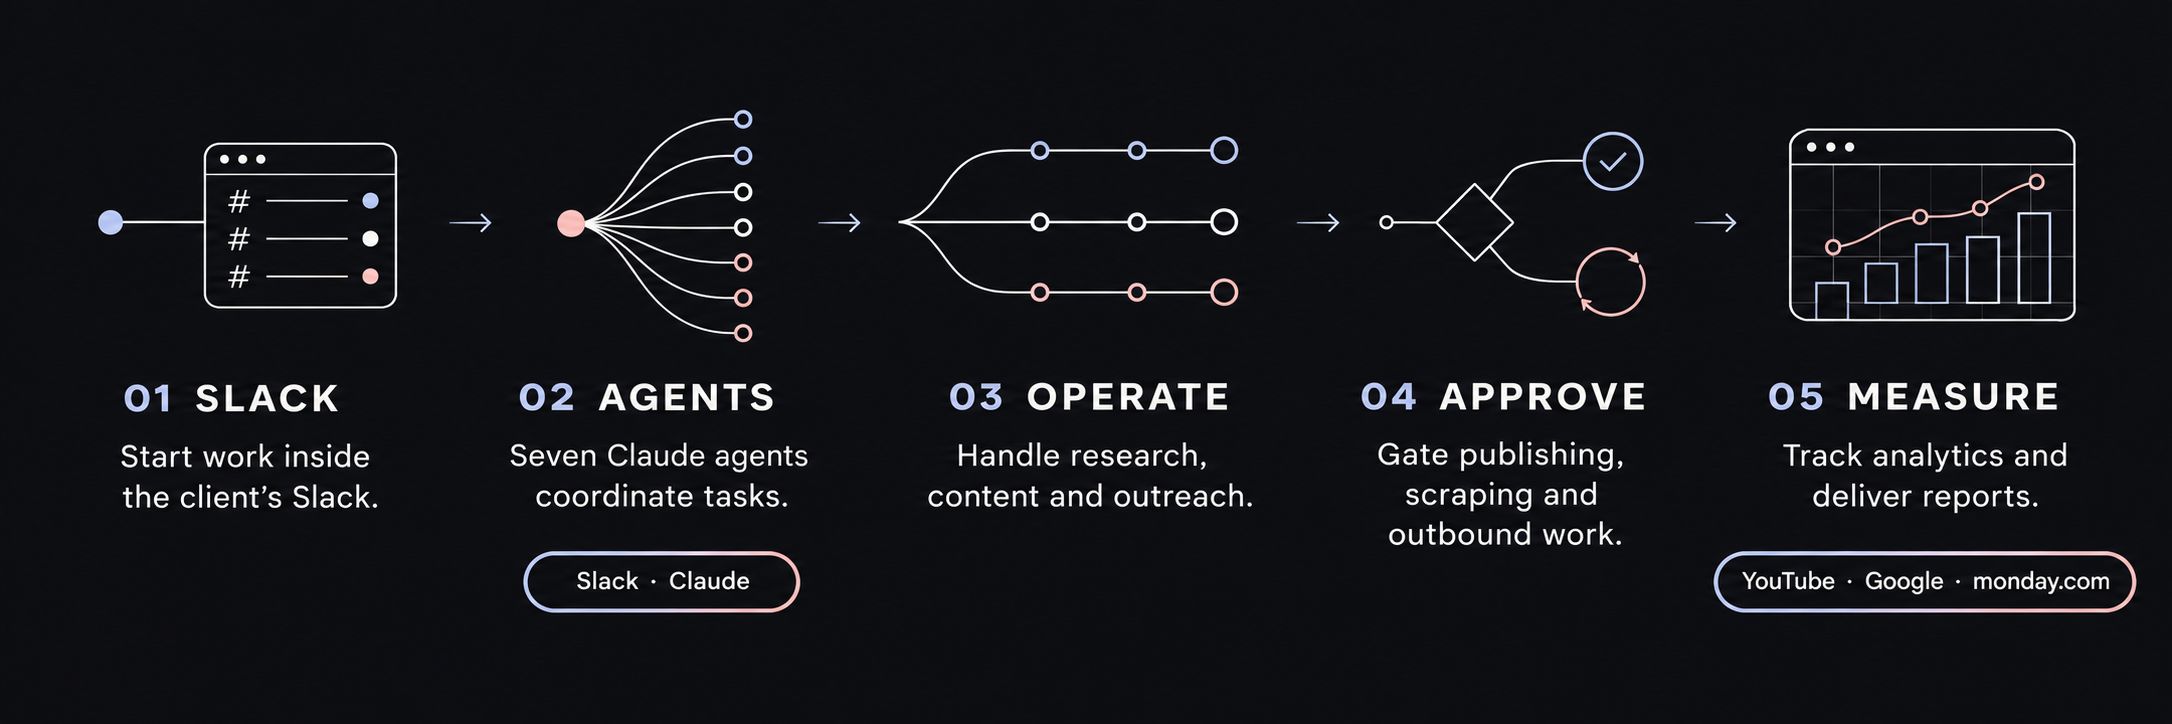 #
#
#
01 SLACK
Start work inside
the client’s Slack.
02 AGENTS
Seven Claude agents
coordinate tasks.
Slack · Claude
03 OPERATE
Handle research,
content and outreach.
04 APPROVE
Gate publishing,
scraping and
outbound work.
05 MEASURE
Track analytics and
deliver reports.
YouTube · Google · monday.com